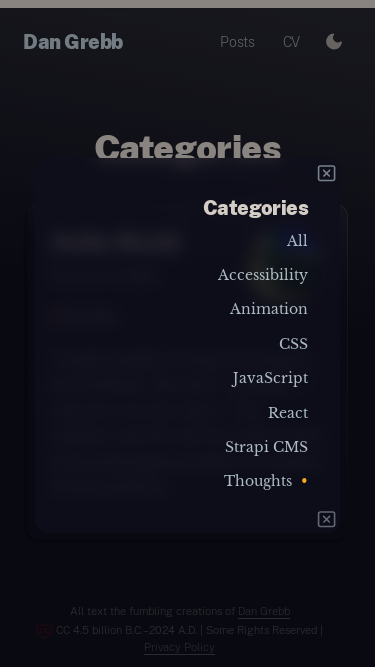 Dan Grebb
Posts
CV
Categories
Categories
All
Accessibility
Animation
CSS
JavaScript
React
Strapi CMS
Thoughts •
All text the fumbling creations of Dan Grebb
CC 4.5 billion B.C.–2024 A.D. | Some Rights Reserved |
Privacy Policy